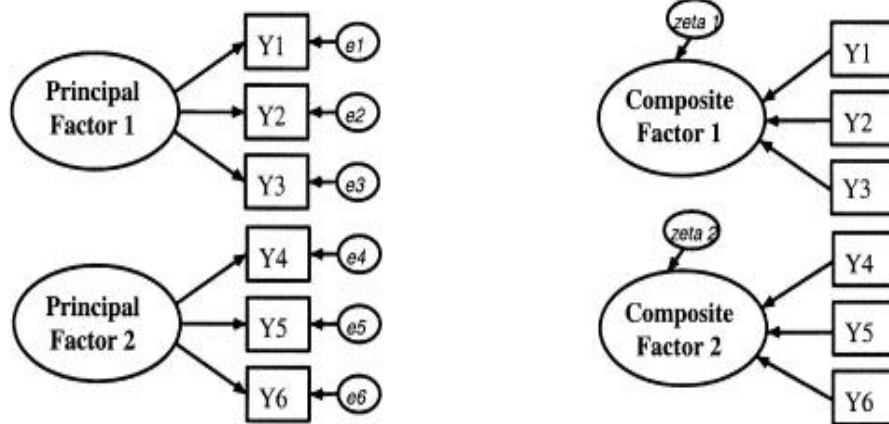 Principal
Factor 1
Y1
e1
Y2
e2
Y3
e3
Principal
Factor 2
Y4
e4
Y5
e5
Y6
e6
zeta 1
Composite
Factor 1
Y1
Y2
Y3
zeta 2
Composite
Factor 2
Y4
Y5
Y6